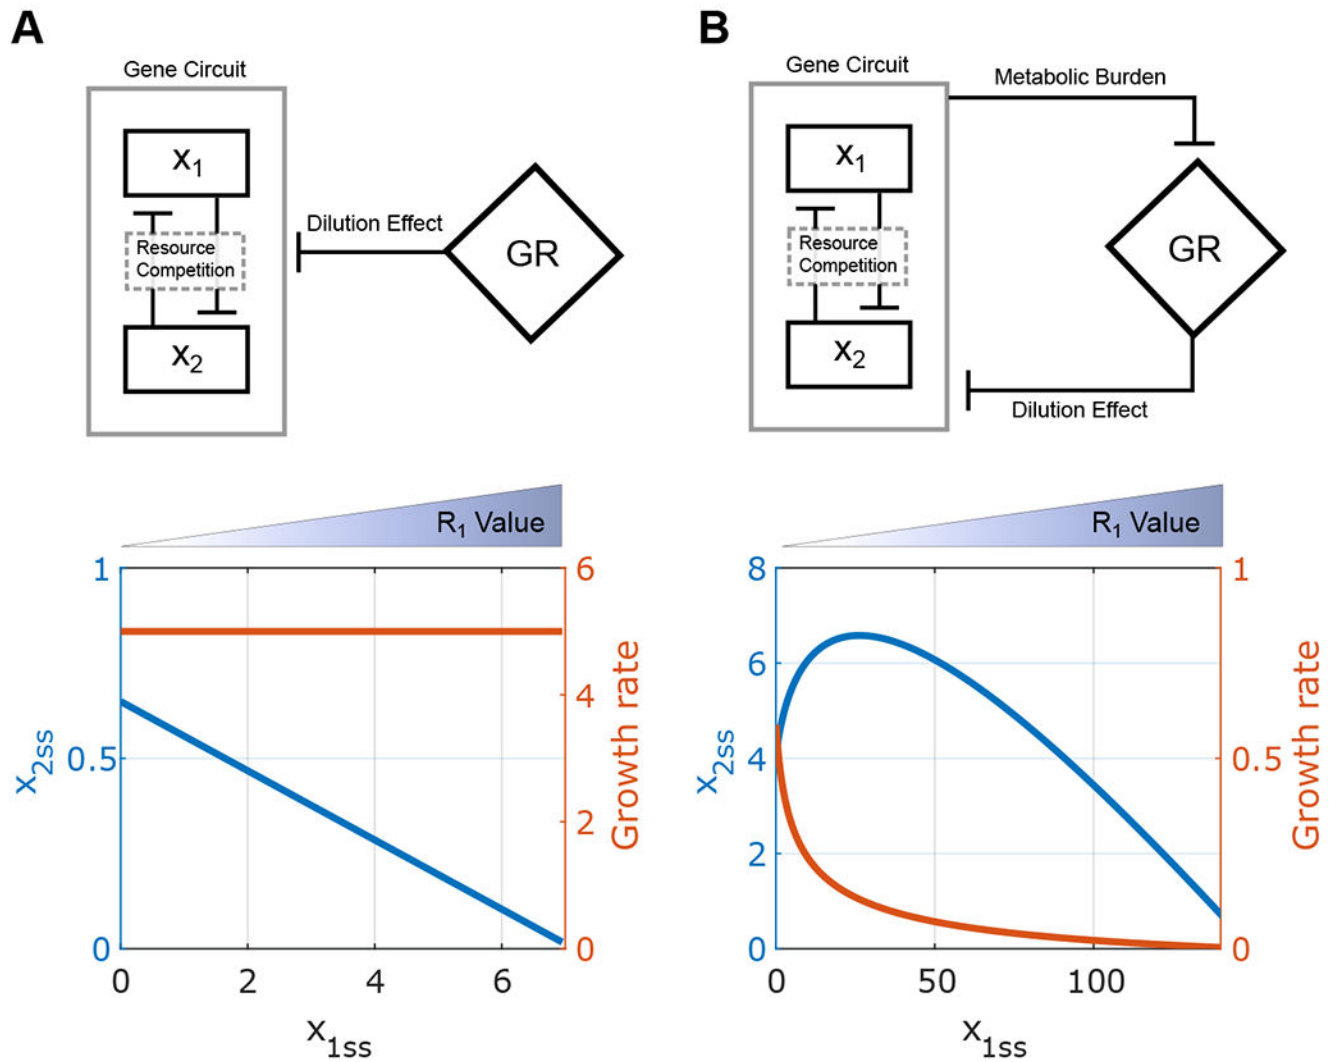 A
B
Gene Circuit
x1
Resource
Competition
x2
Dilution Effect
GR
Gene Circuit
Metabolic Burden
x1
Resource
Competition
x2
GR
Dilution Effect
R1 Value
1
0.5
0
x2ss
6
4
2
0
Growth rate
0
2
4
6
x1ss
R1 Value
8
6
4
2
0
x2ss
1
0.5
0
Growth rate
0
50
100
x1ss